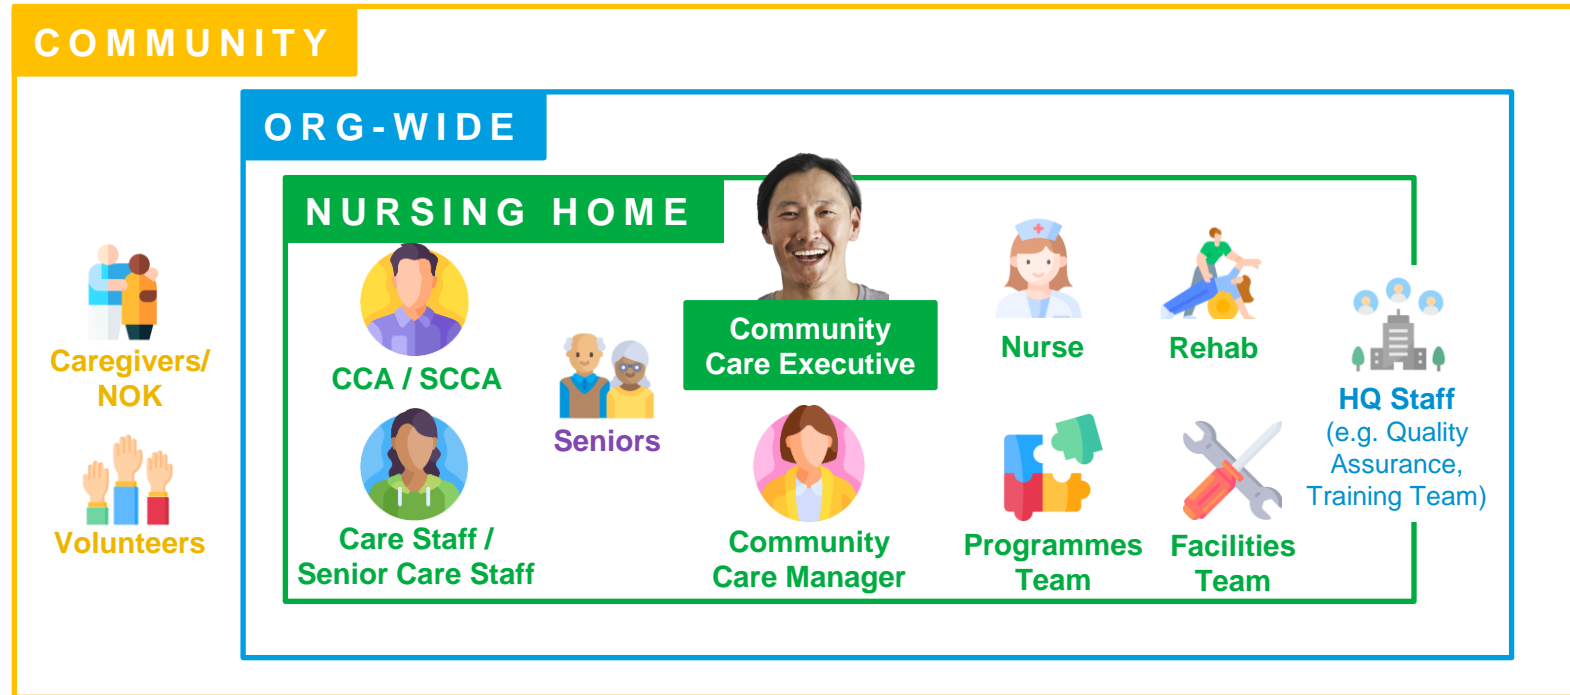 COMMUNITY
ORG-WIDE
NURSING HOME
Caregivers/
NOK
Volunteers
CCA / SCCA
Care Staff /
Senior Care Staff
Seniors
Community
Care Executive
Community
Care Manager
Nurse
Rehab
Programmes
Team
Facilities
Team
HQ Staff
(e.g. Quality
Assurance,
Training Team)